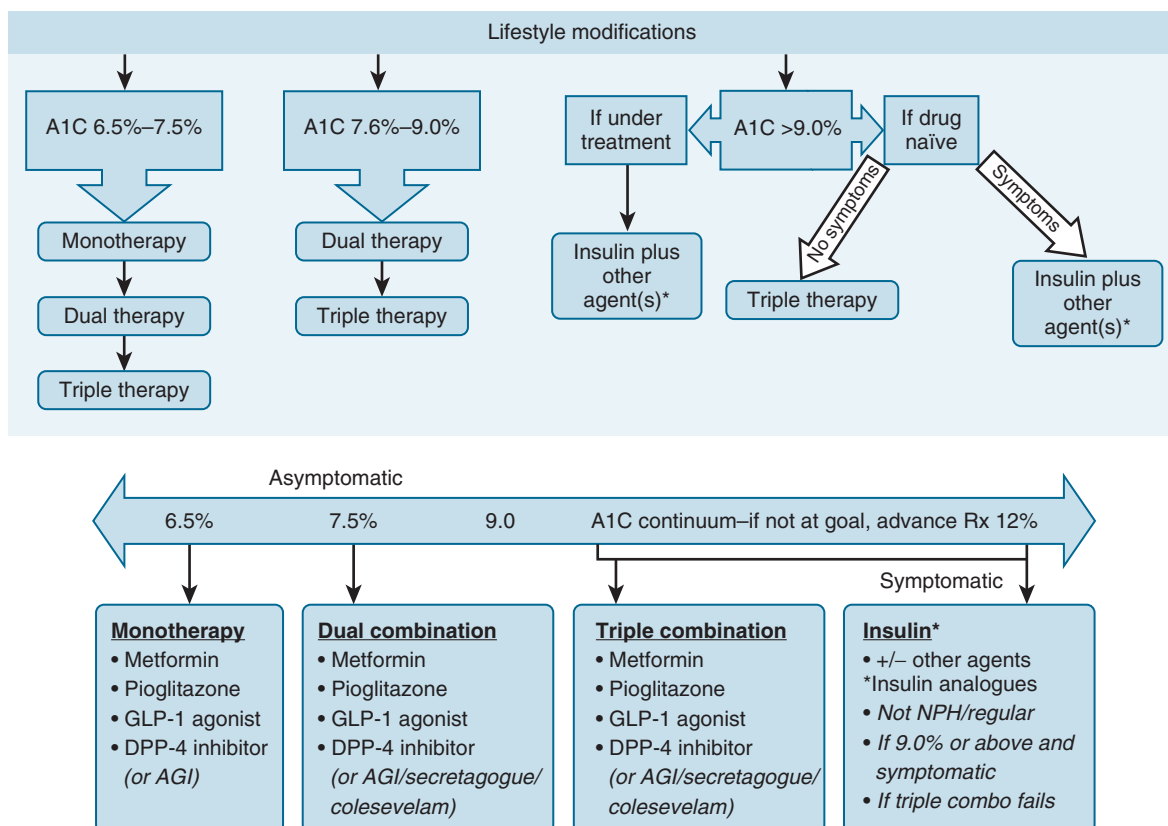 Lifestyle modifications
A1C 6.5%–7.5%
Monotherapy
Dual therapy
Triple therapy
A1C 7.6%–9.0%
Dual therapy
Triple therapy
If under
treatment
A1C >9.0%
If drug
naïve
Insulin plus
other
agent(s)*
No symptoms
Triple therapy
Symptoms
Insulin plus
other
agent(s)*
Asymptomatic
6.5%
7.5%
9.0
A1C continuum–if not at goal, advance Rx 12%
Symptomatic
Monotherapy
• Metformin
• Pioglitazone
• GLP-1 agonist
• DPP-4 inhibitor
(or AGI)
Dual combination
• Metformin
• Pioglitazone
• GLP-1 agonist
• DPP-4 inhibitor
(or AGI/secretagogue/
colesevelam)
Triple combination
• Metformin
• Pioglitazone
• GLP-1 agonist
• DPP-4 inhibitor
(or AGI/secretagogue/
colesevelam)
Insulin*
• +/– other agents
*Insulin analogues
• Not NPH/regular
• If 9.0% or above and
symptomatic
• If triple combo fails